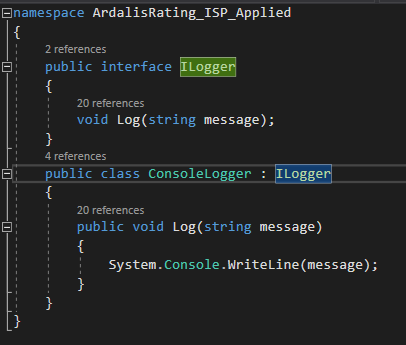 namespace ArdalisRating_ISP_Applied
{
2 references
public interface ILogger
{
20 references
void Log(string message);
}
4 references
public class ConsoleLogger : ILogger
{
20 references
public void Log(string message)
{
System.Console.WriteLine(message);
}
}
}